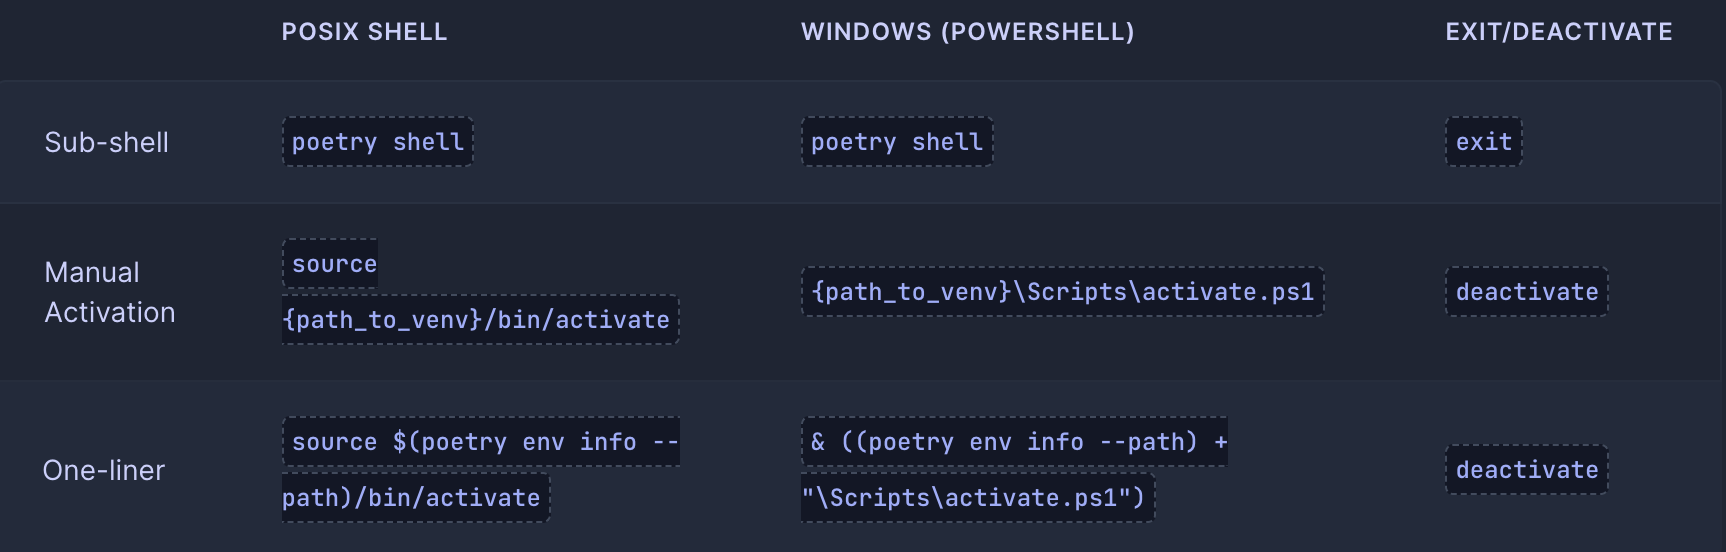 POSIX SHELL WINDOWS (POWERSHELL) EXIT/DEACTIVATE
Sub-shell poetry shell poetry shell exit
Manual
Activation
source
{path_to_venv}/bin/activate
{path_to_venv}\Scripts\activate.ps1
deactivate
One-liner
source $(poetry env info --
path)/bin/activate
& ((poetry env info --path) +
"\Scripts\activate.ps1")
deactivate